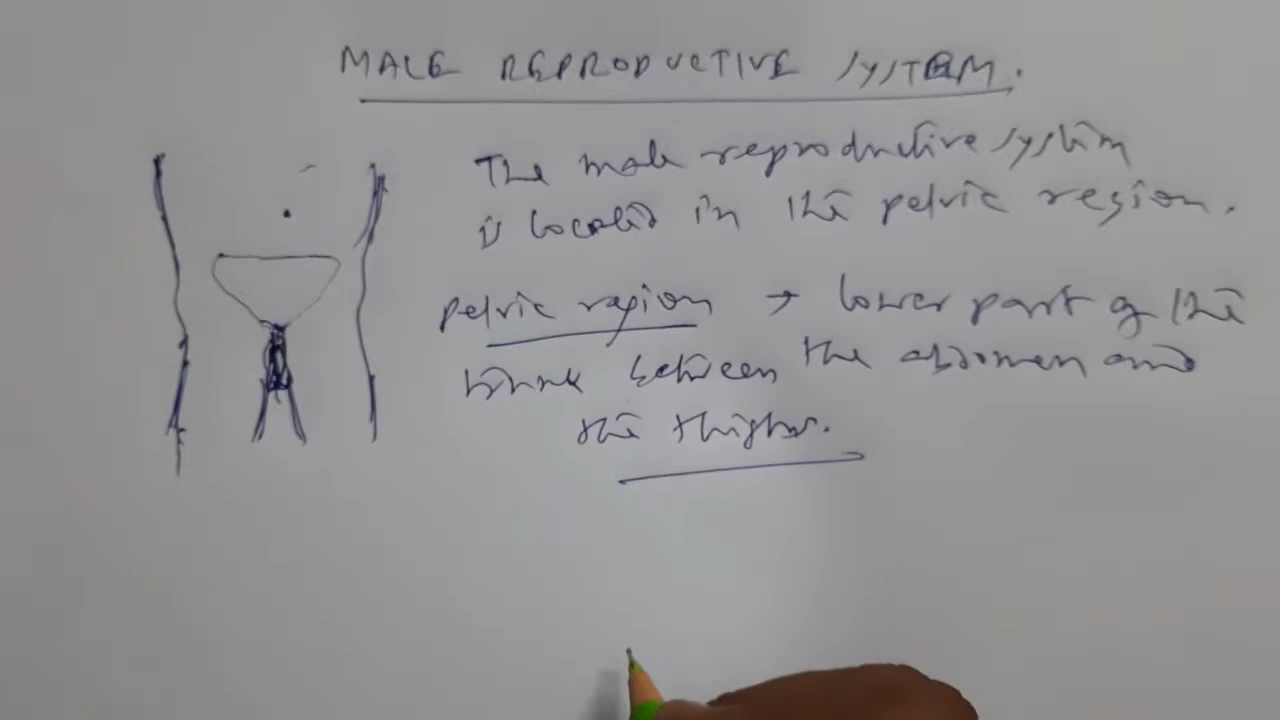 MALE REPRODUCTIVE SYSTEM.
The male reproductive system
is located in the pelvic region.
pelvic region → lower part of the
trunk between the abdomen and
the thighs.